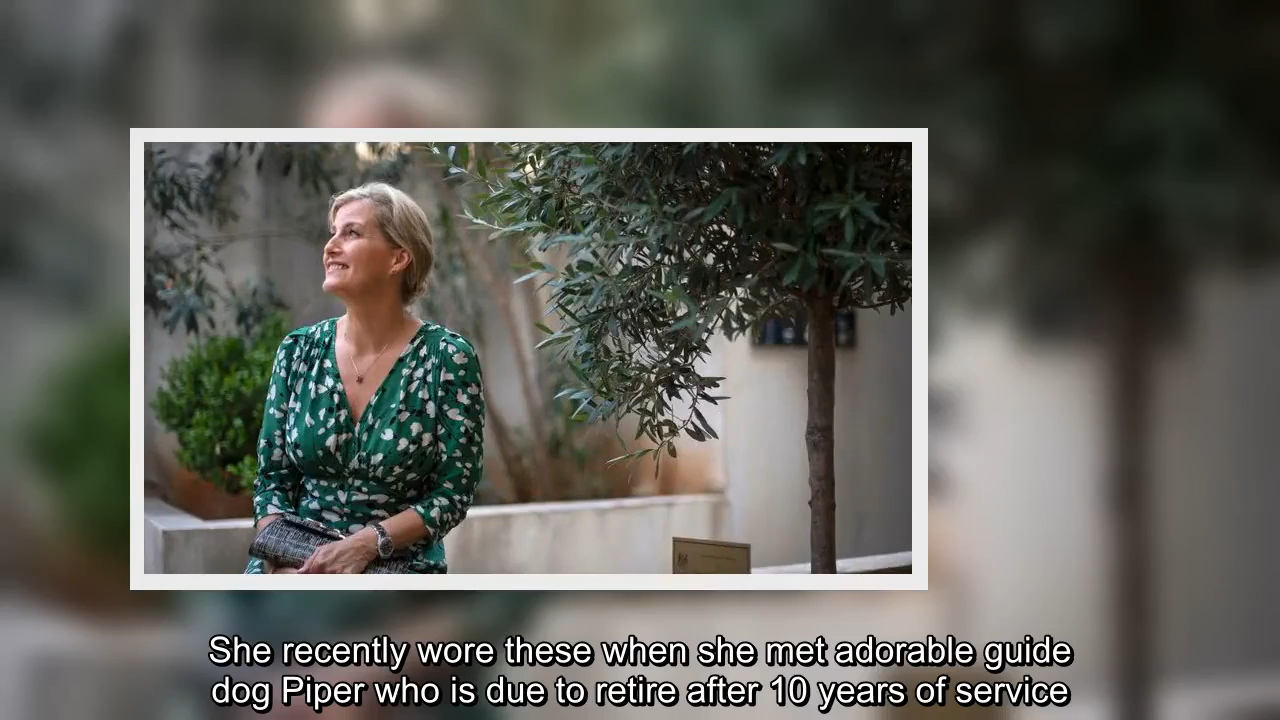 She recently wore these when she met adorable guide
dog Piper who is due to retire after 10 years of service